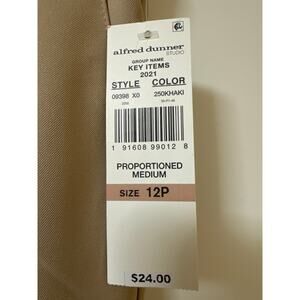 alfred dunner
STUDIO
GROUP NAME
KEY ITEMS
2021
STYLE COLOR
09398 X0 250KHAKI
1 91608 99012 8
PROPORTIONED
MEDIUM
SIZE 12P
$24.00